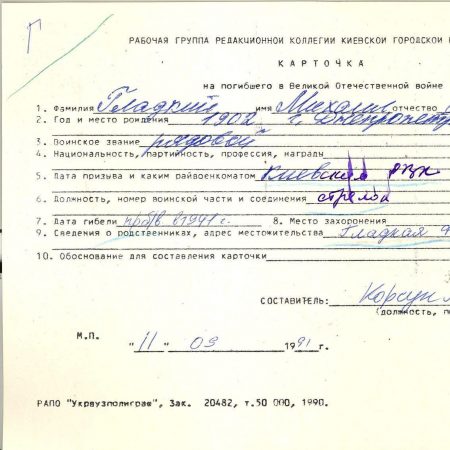 Г
РАБОЧАЯ ГРУППА РЕДАКЦИОННОЙ КОЛЛЕГИИ КИЕВСКОЙ ГОРОДСКОЙ
КАРТОЧКА
на погибшего в Великой Отечественной войне
1. Фамилия Гладкий имя Михаил отчество
2. Год и место рождения 1902 г. Днепропетр
3. Воинское звание рядовой
4. Национальность, партийность, профессия, награды
5. Дата призыва и каким райвоенкоматом Киевским РВК
6. Должность, номер воинской части и соединения стрелок
7. Дата гибели проп/в в 1941 г. 8. Место захоронения
9. Сведения о родственниках, адрес местожительства Гладкая
10. Обоснование для составления карточки
СОСТАВИТЕЛЬ: Корсун
(должность, п
М.П.
"11" 09 1991 г.
РАПО "Укрвузполиграф", Зак. 20482, т.50 000, 1990.